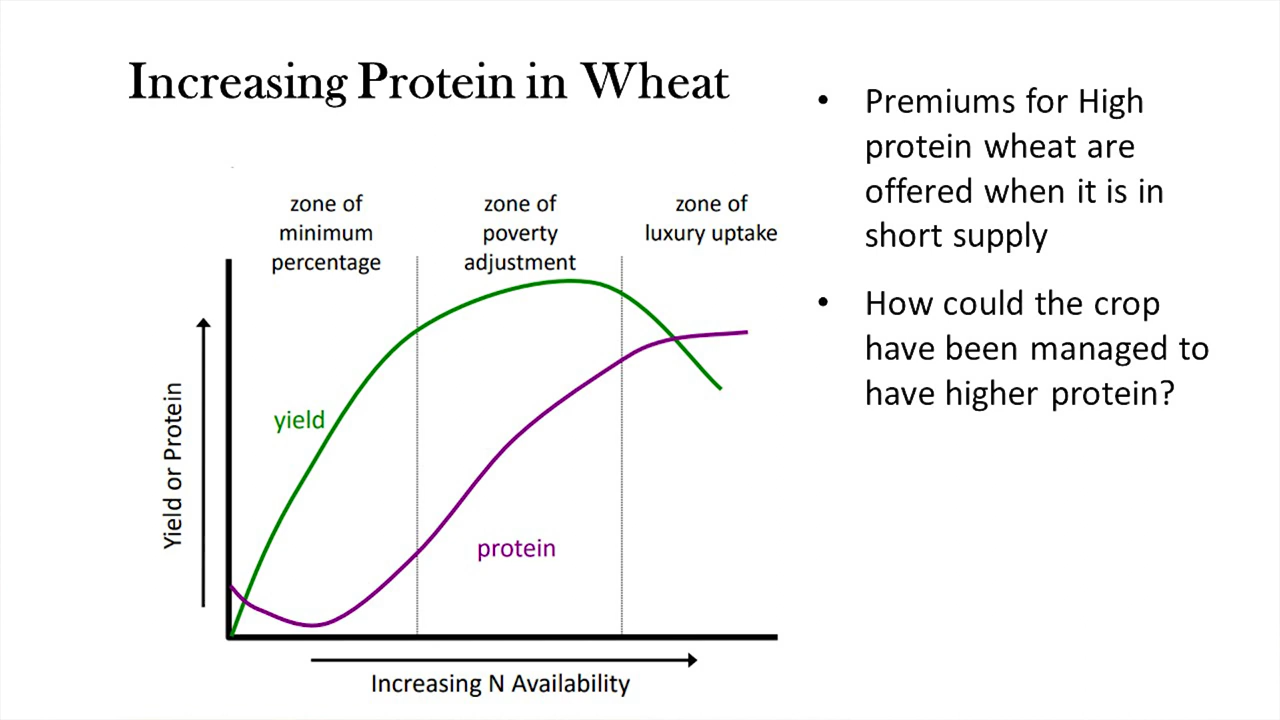 Increasing Protein in Wheat
zone of
minimum
percentage
zone of
poverty
adjustment
zone of
luxury uptake
Yield or Protein
yield
protein
Increasing N Availability
• Premiums for High
protein wheat are
offered when it is in
short supply
• How could the crop
have been managed to
have higher protein?